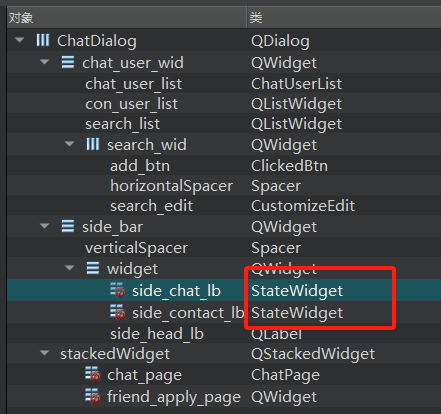 对象 类
ChatDialog QDialog
chat_user_wid QWidget
chat_user_list ChatUserList
con_user_list QListWidget
search_list QListWidget
search_wid QWidget
add_btn ClickedBtn
horizontalSpacer Spacer
search_edit CustomizeEdit
side_bar QWidget
verticalSpacer Spacer
widget QWidget
side_chat_lb StateWidget
side_contact_lb StateWidget
side_head_lb QLabel
stackedWidget QStackedWidget
chat_page ChatPage
friend_apply_page QWidget